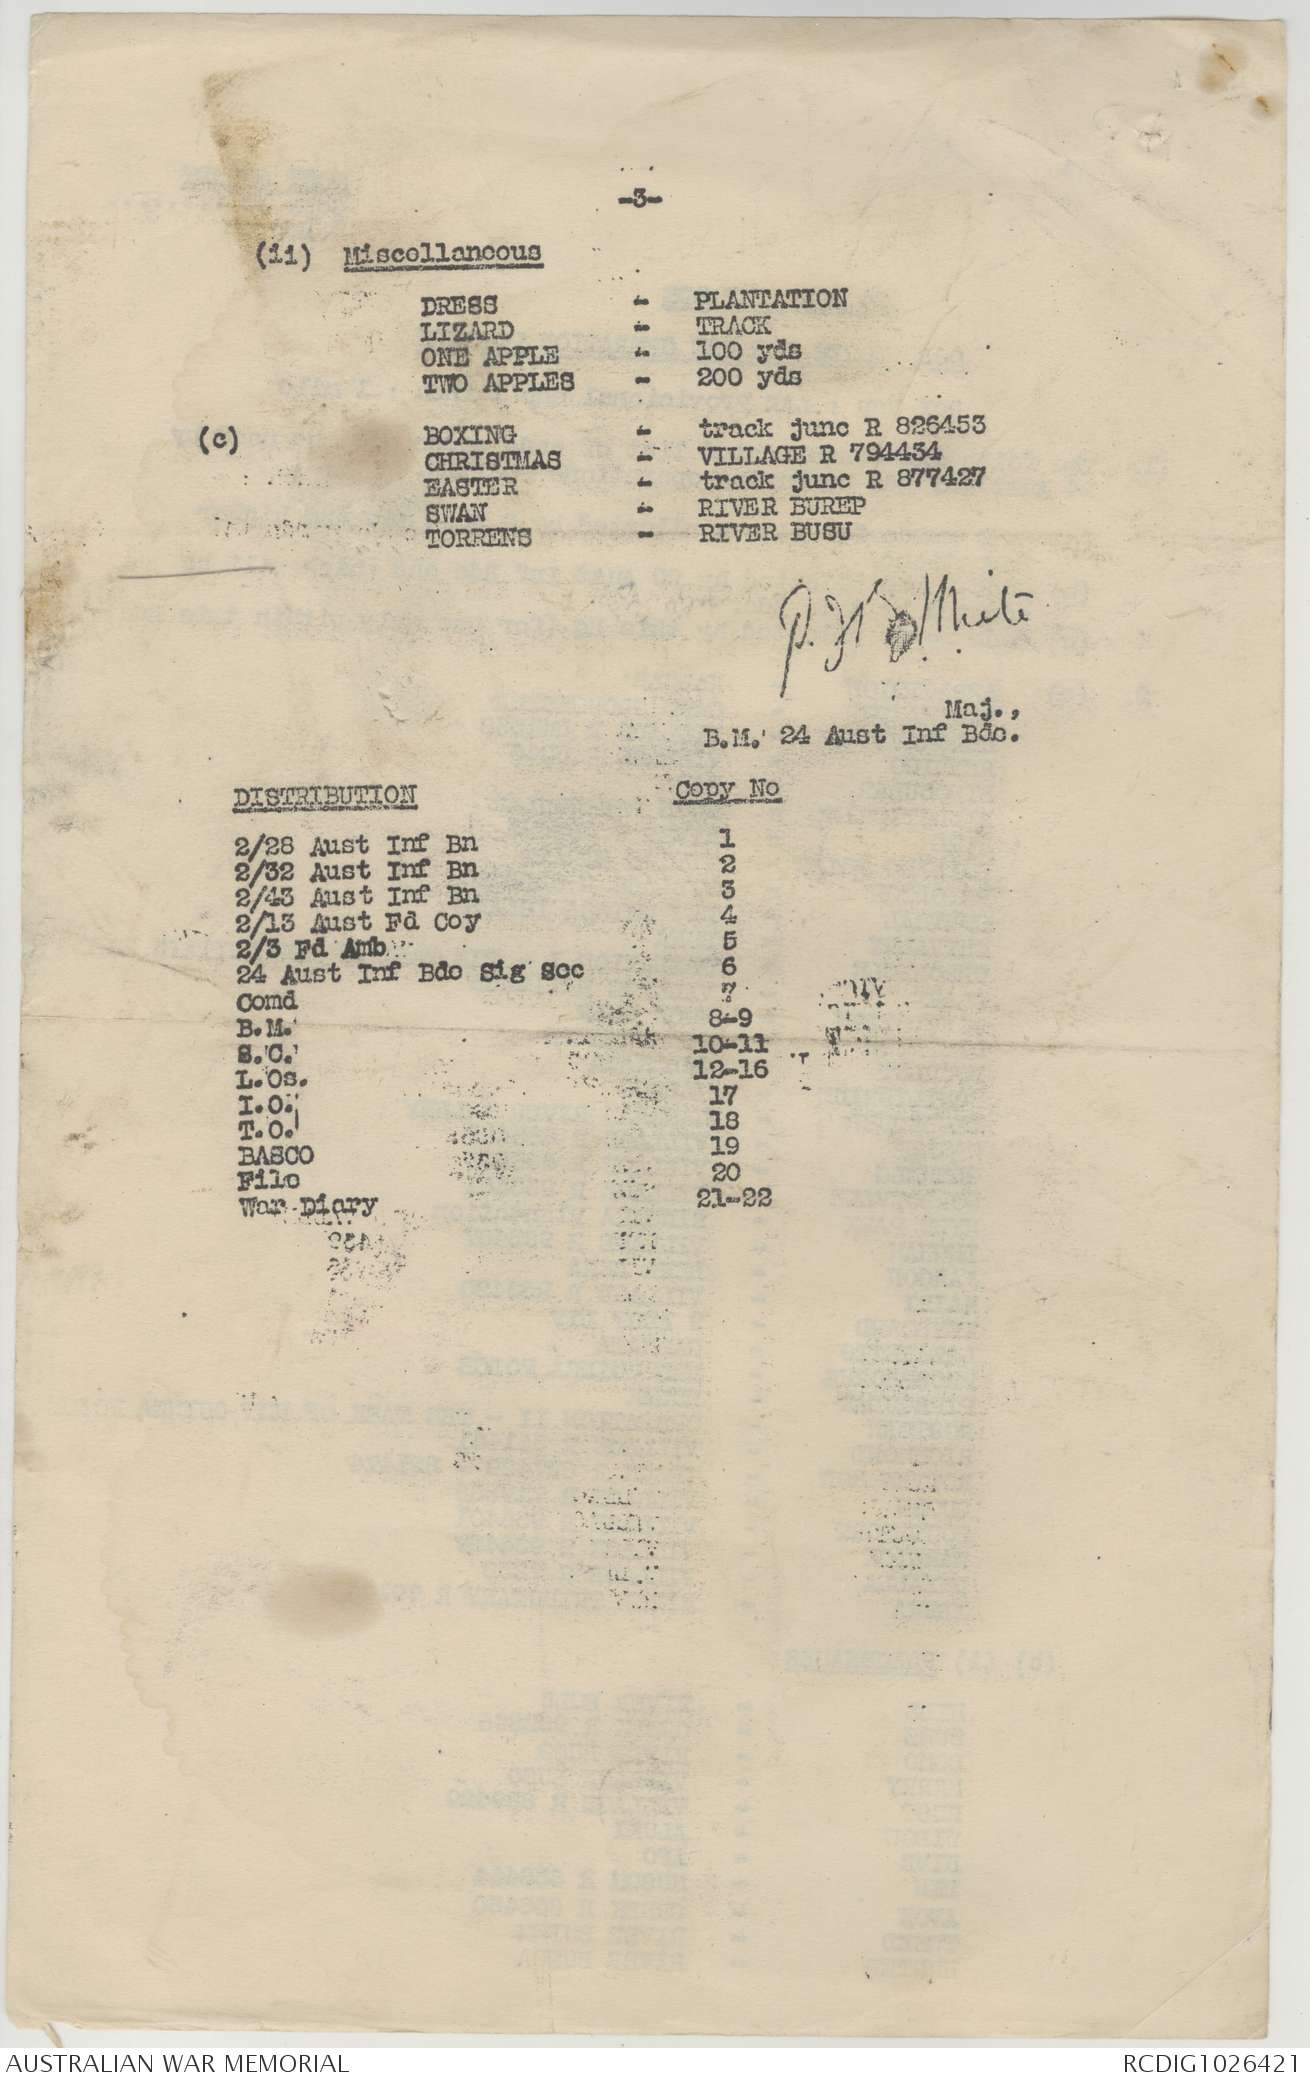 -3-
(ii) Miscellaneous
DRESS - PLANTATION
LIZARD - TRACK
ONE APPLE - 100 yds
TWO APPLES - 200 yds
(c) BOXING - track junc R 826453
CHRISTMAS - VILLAGE R 794434
EASTER - track junc R 877427
SWAN - RIVER BUREP
TORRENS - RIVER BUSU
Maj.,
B.M. 24 Aust Inf Bde.
DISTRIBUTION Copy No
2/28 Aust Inf Bn 1
2/32 Aust Inf Bn 2
2/43 Aust Inf Bn 3
2/13 Aust Fd Coy 4
2/3 Fd Amb 5
24 Aust Inf Bde Sig Sec 6
Comd 7
B.M. 8-9
S.C. 10-11
L.Os. 12-16
I.O. 17
T.O. 18
BASCO 19
File 20
War Diary 21-22
AUSTRALIAN WAR MEMORIAL RCDIG1026421